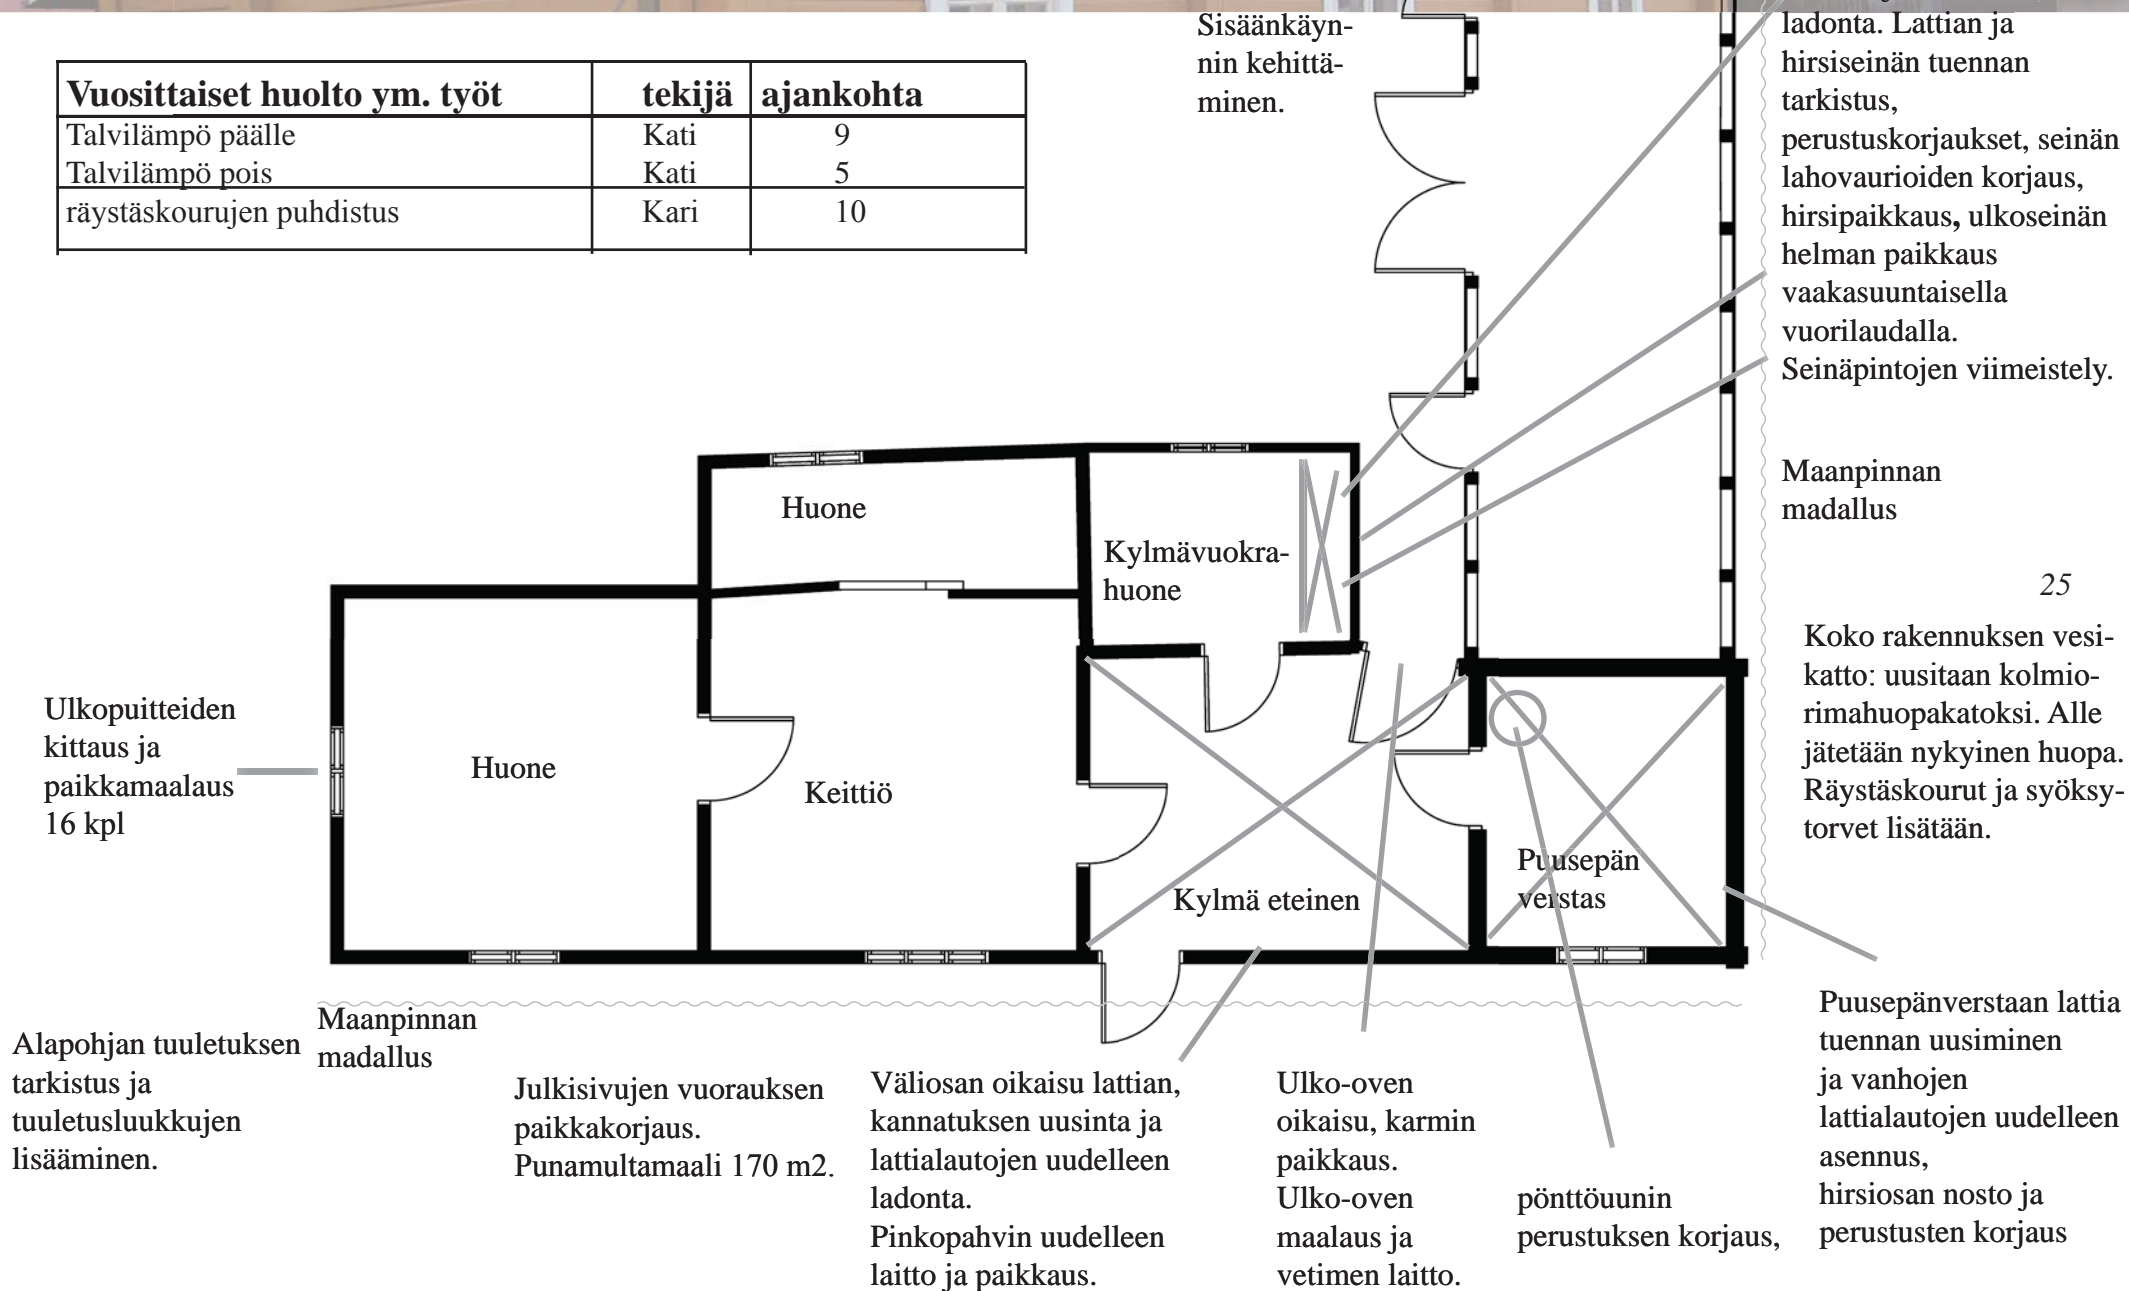 Sisäänkäyn-
nin kehittä-
minen.
Vuosittaiset huolto ym. työt tekijä ajankohta
Talvilämpö päälle Kati 9
Talvilämpö pois Kati 5
räystäskourujen puhdistus Kari 10
ladonta. Lattian ja
hirsiseinän tuennan
tarkistus,
perustuskorjaukset, seinän
lahovaurioiden korjaus,
hirsipaikkaus, ulkoseinän
helman paikkaus
vaakasuuntaisella
vuorilaudalla.
Seinäpintojen viimeistely.
Maanpinnan
madallus
25
Koko rakennuksen vesi-
katto: uusitaan kolmio-
rimahuopakatoksi. Alle
jätetään nykyinen huopa.
Räystäskourut ja syöksy-
torvet lisätään.
Huone
Kylmävuokra-
huone
Ulkopuitteiden
kittaus ja
paikkamaalaus
16 kpl
Huone
Keittiö
Kylmä eteinen
Puusepän
verstas
Alapohjan tuuletuksen
tarkistus ja
tuuletusluukkujen
lisääminen.
Maanpinnan
madallus
Julkisivujen vuorauksen
paikkakorjaus.
Punamultamaali 170 m2.
Väliosan oikaisu lattian,
kannatuksen uusinta ja
lattialautojen uudelleen
ladonta.
Pinkopahvin uudelleen
laitto ja paikkaus.
Ulko-oven
oikaisu, karmin
paikkaus.
Ulko-oven
maalaus ja
vetimen laitto.
pönttöuunin
perustuksen korjaus,
Puusepänverstaan lattia
tuennan uusiminen
ja vanhojen
lattialautojen uudelleen
asennus,
hirsiosan nosto ja
perustusten korjaus